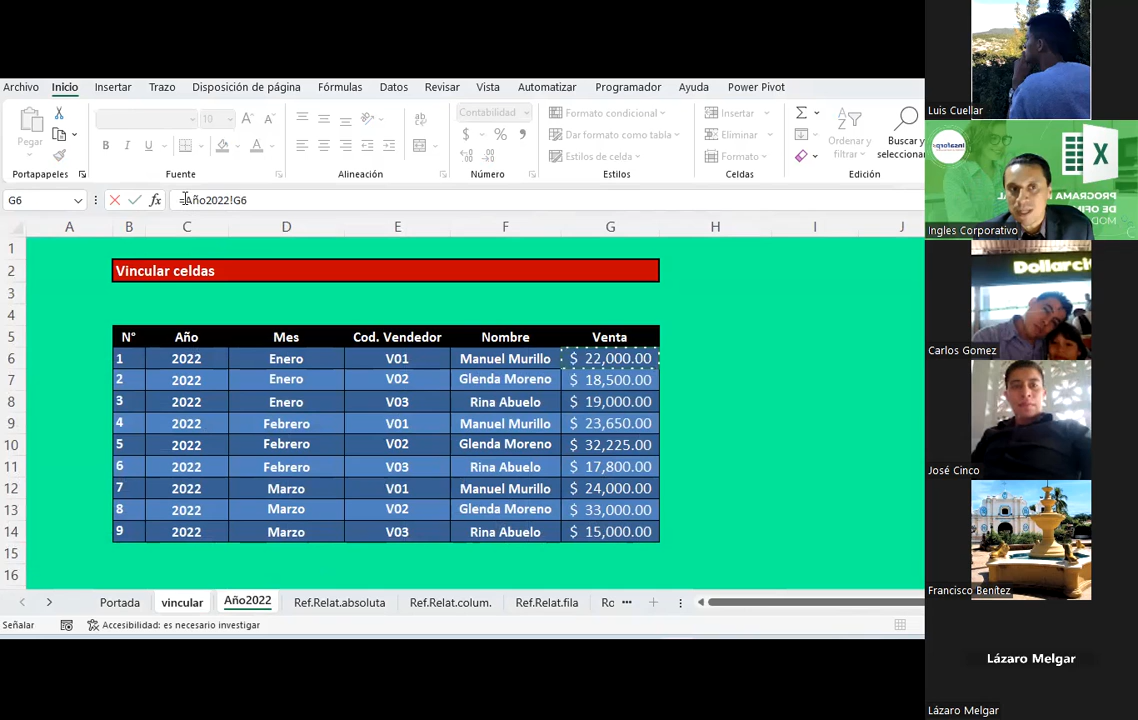 Archivo Inicio Insertar Trazo Disposición de página Fórmulas Datos Revisar Vista Automatizar Programador Ayuda Power Pivot
Pegar
10
Contabilidad
$ %
Formato condicional
Dar formato como tabla
Estilos de celda
Insertar
Eliminar
Formato
Ordenar y filtrar
Buscar y seleccionar
Portapapeles Fuente Alineación Número Estilos Celdas Edición
G6 fx =Año2022!G6
A B C D E F G H I J
1
2 Vincular celdas
3
4
5 N° Año Mes Cod. Vendedor Nombre Venta
6 1 2022 Enero V01 Manuel Murillo $ 22,000.00
7 2 2022 Enero V02 Glenda Moreno $ 18,500.00
8 3 2022 Enero V03 Rina Abuelo $ 19,000.00
9 4 2022 Febrero V01 Manuel Murillo $ 23,650.00
10 5 2022 Febrero V02 Glenda Moreno $ 32,225.00
11 6 2022 Febrero V03 Rina Abuelo $ 17,800.00
12 7 2022 Marzo V01 Manuel Murillo $ 24,000.00
13 8 2022 Marzo V02 Glenda Moreno $ 33,000.00
14 9 2022 Marzo V03 Rina Abuelo $ 15,000.00
15
16
Portada vincular Año2022 Ref.Relat.absoluta Ref.Relat.colum. Ref.Relat.fila
Señalar Accesibilidad: es necesario investigar
Luis Cuellar
insaforp
X
Ingles Corporativo
Dollarci
Carlos Gomez
José Cinco
Francisco Benítez
Lázaro Melgar
Lázaro Melgar